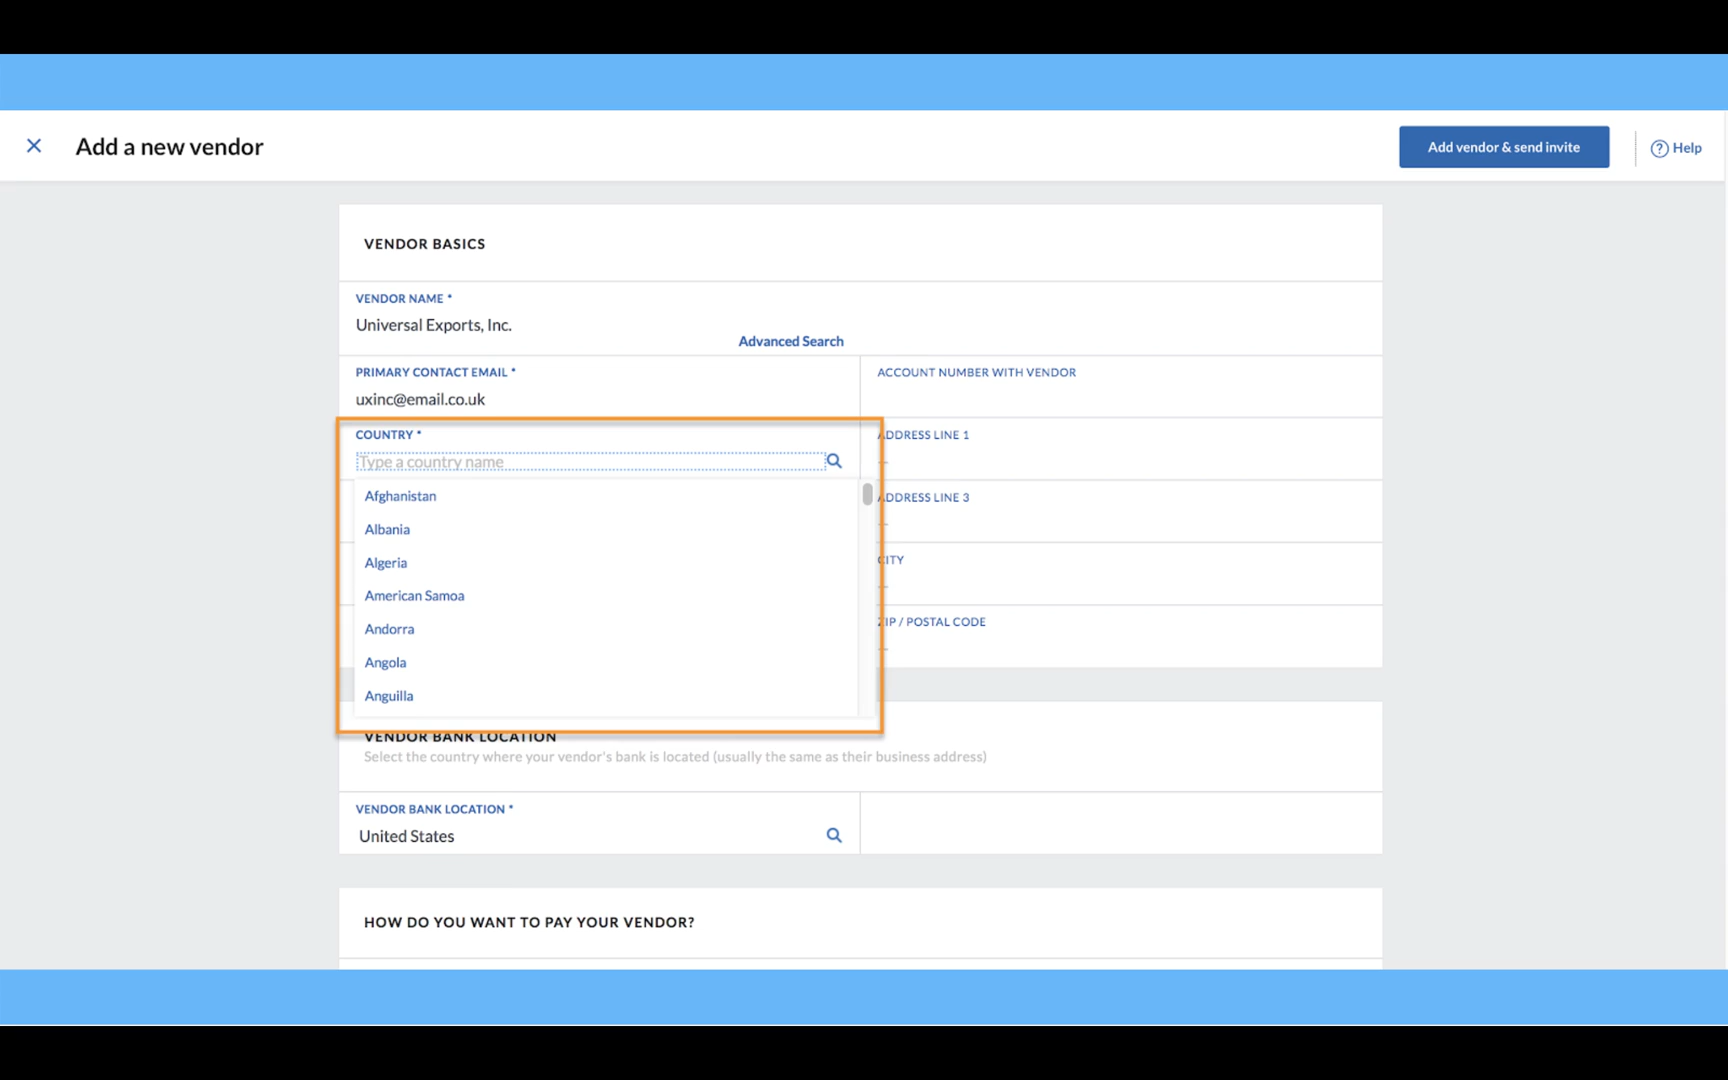 Add a new vendor
Add vendor & send invite
Help
VENDOR BASICS
VENDOR NAME *
Universal Exports, Inc.
Advanced Search
PRIMARY CONTACT EMAIL *
ACCOUNT NUMBER WITH VENDOR
uxinc@email.co.uk
COUNTRY *
ADDRESS LINE 1
Type a country name
Afghanistan
ADDRESS LINE 3
Albania
Algeria
CITY
American Samoa
Andorra
ZIP / POSTAL CODE
Angola
Anguilla
VENDOR BANK LOCATION
Select the country where your vendor's bank is located (usually the same as their business address)
VENDOR BANK LOCATION *
United States
HOW DO YOU WANT TO PAY YOUR VENDOR?